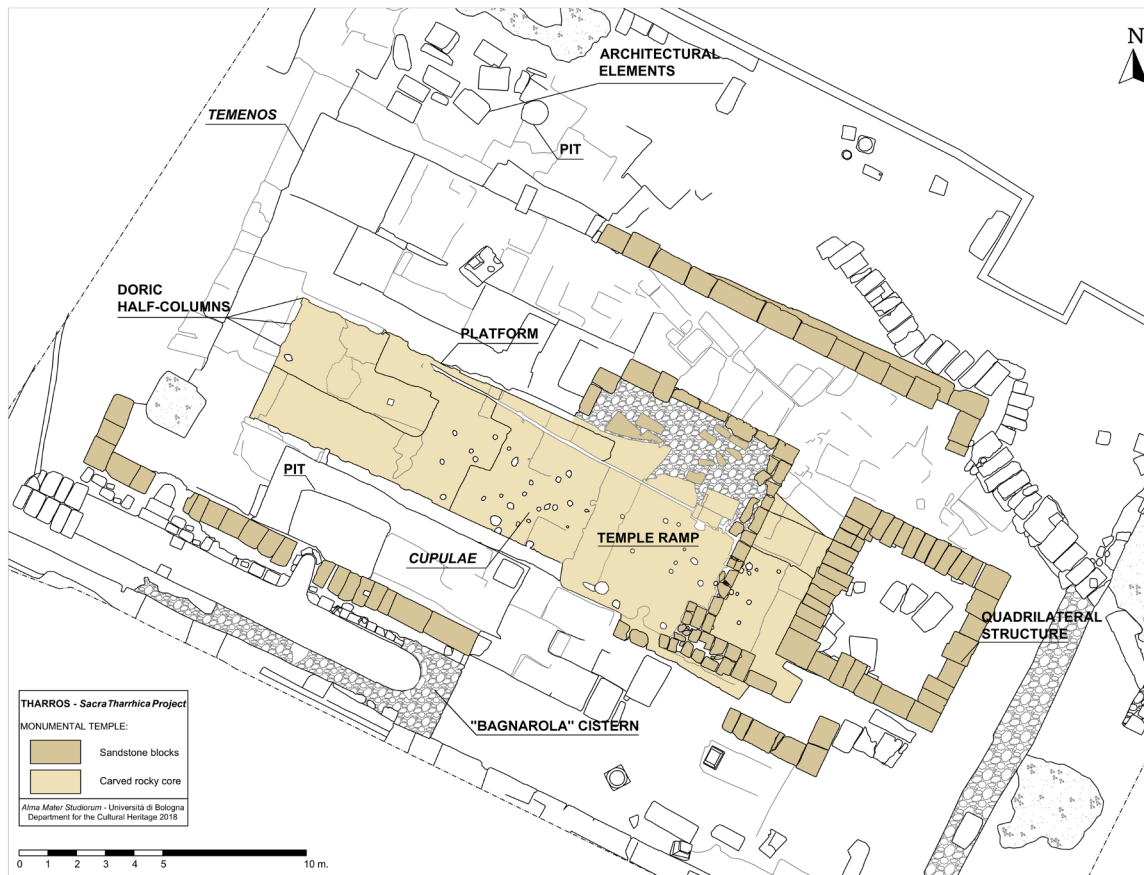 N
ARCHITECTURAL
ELEMENTS
TEMENOS
PIT
DORIC
HALF-COLUMNS
PLATFORM
PIT
CUPULAE
TEMPLE RAMP
QUADRILATERAL
STRUCTURE
"BAGNAROLA" CISTERN
THARROS - Sacra Tharrhica Project
MONUMENTAL TEMPLE:
Sandstone blocks
Carved rocky core
Alma Mater Studiorum - Università di Bologna
Department for the Cultural Heritage 2018
0 1 2 3 4 5 10 m.